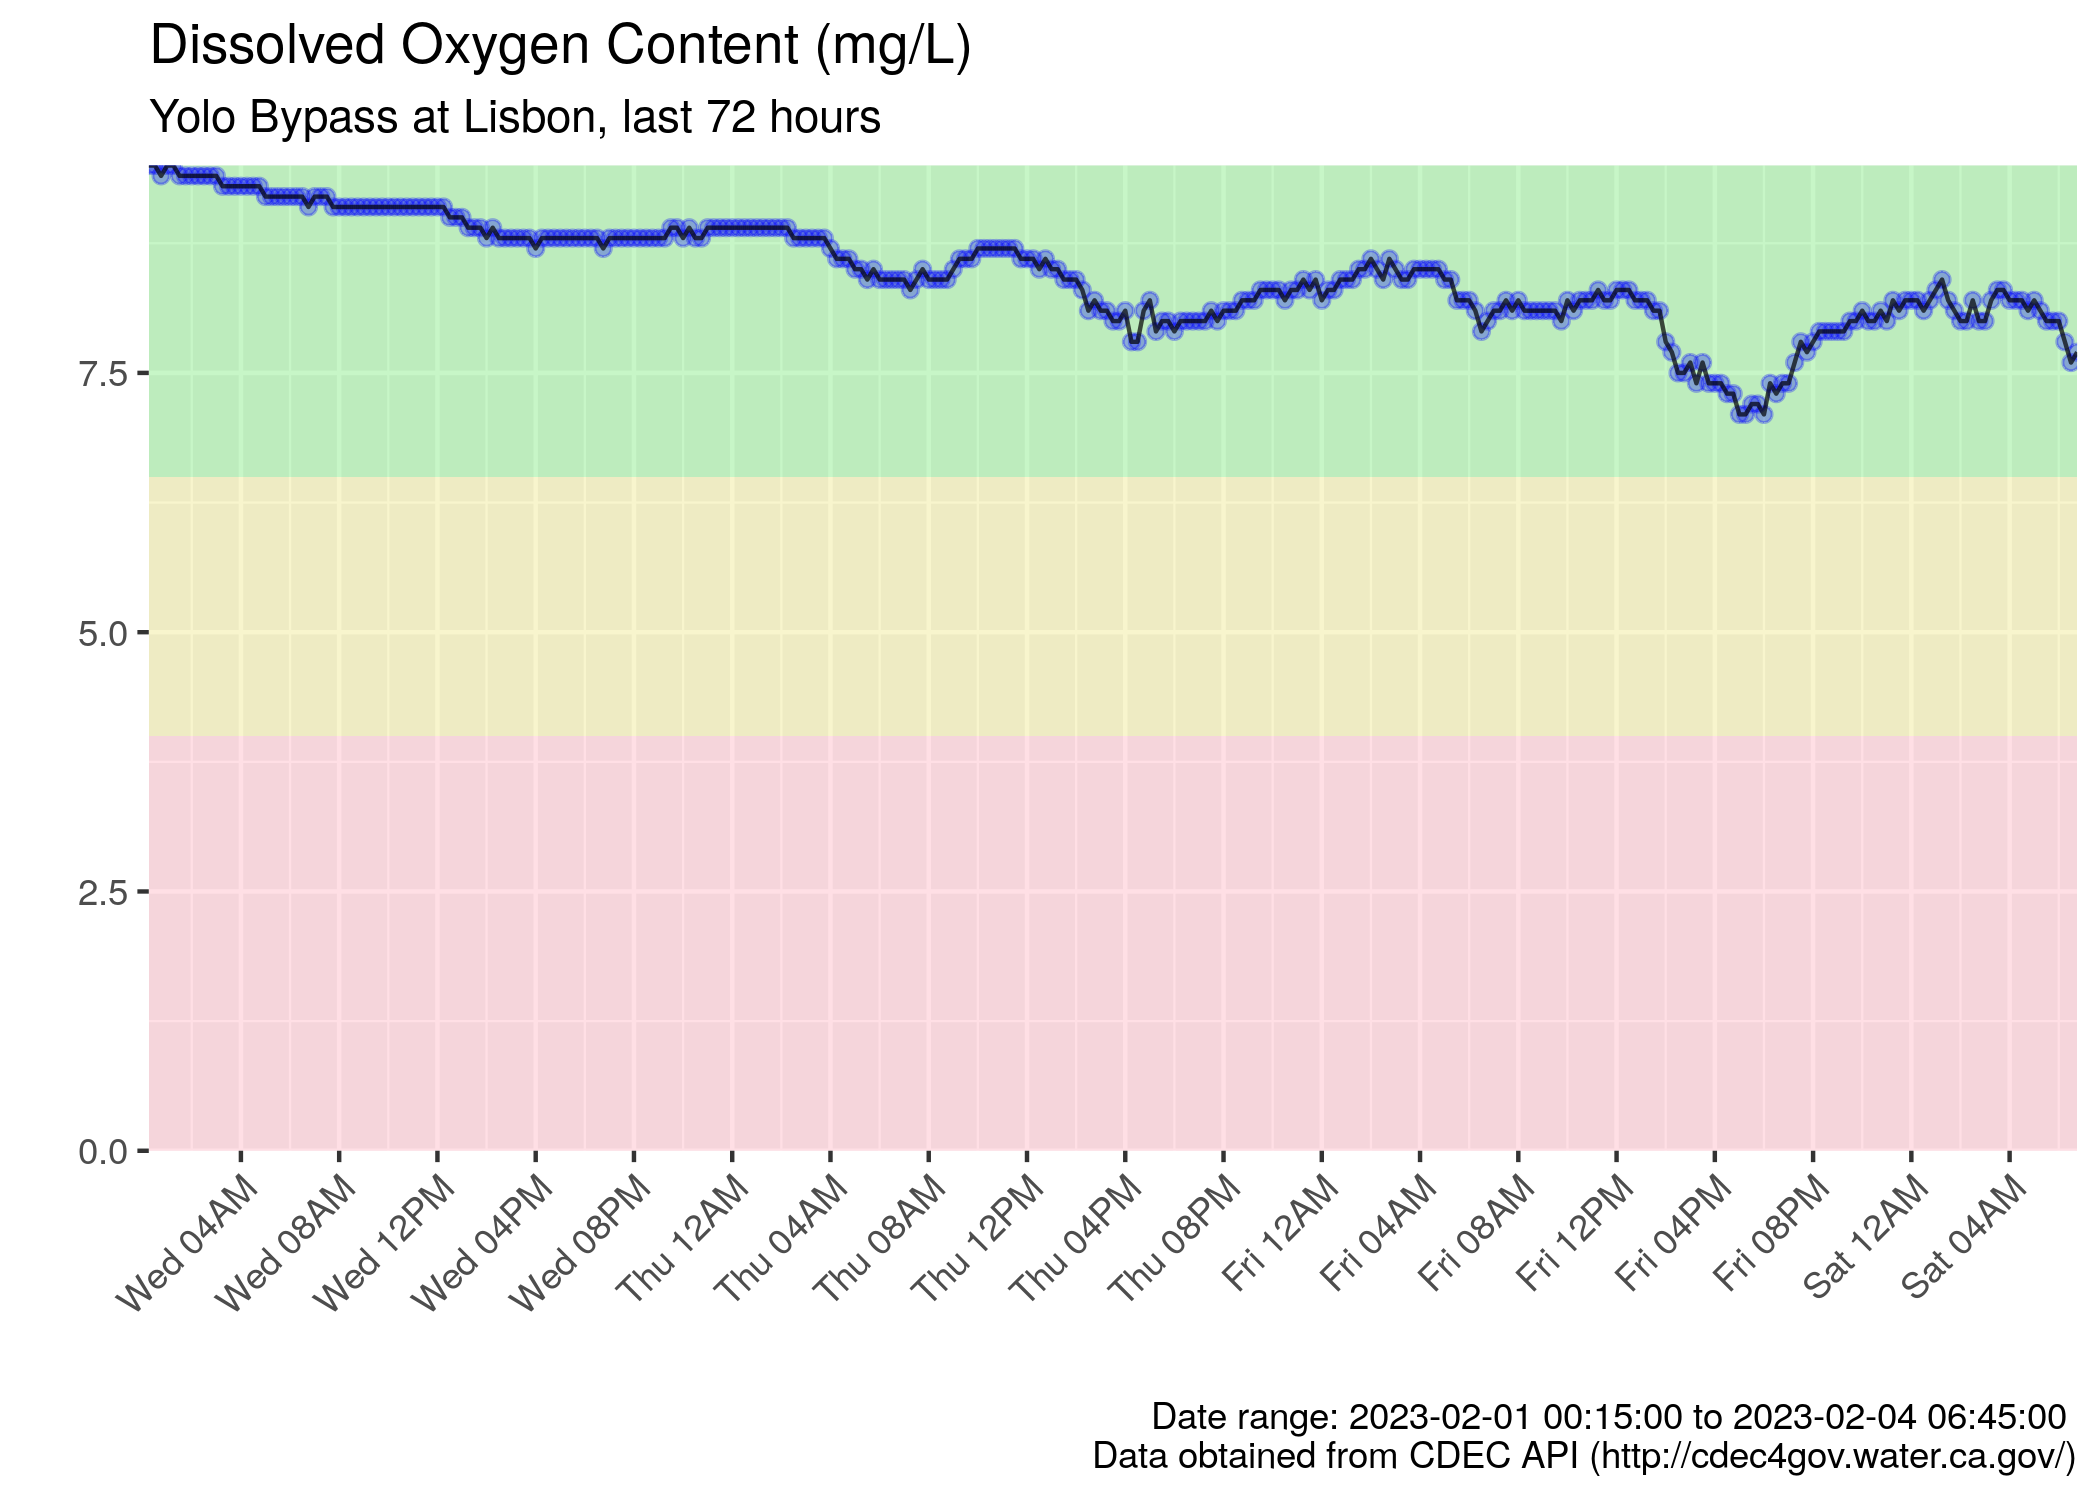 Dissolved Oxygen Content (mg/L)
Yolo Bypass at Lisbon, last 72 hours
7.5
5.0
2.5
0.0
Wed 04AM
Wed 08AM
Wed 12PM
Wed 04PM
Wed 08PM
Thu 12AM
Thu 04AM
Thu 08AM
Thu 12PM
Thu 04PM
Thu 08PM
Fri 12AM
Fri 04AM
Fri 08AM
Fri 12PM
Fri 04PM
Fri 08PM
Sat 12AM
Sat 04AM
Date range: 2023-02-01 00:15:00 to 2023-02-04 06:45:00
Data obtained from CDEC API (http://cdec4gov.water.ca.gov/)